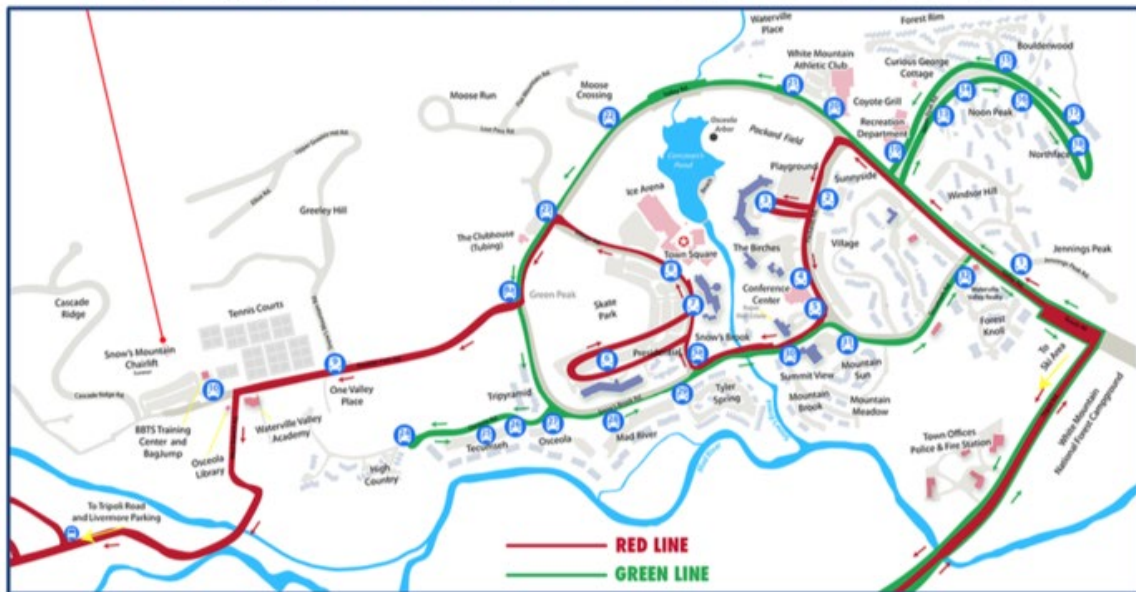 Waterville
Place
Forest Rim
White Mountain
Athletic Club
Curious George
Cottage
Boulderwood
Moose Run
Moose
Crossing
Coyote Grill
Recreation
Department
Noon Peak
Northface
Osceola
Arbor
Packard Field
Playground
Sunnyside
Windsor Hill
Ice Arena
Greeley Hill
The Clubhouse
(Tubing)
Town Square
The Birches
Village
Jennings Peak
Conference
Center
Green Peak
Skate
Park
Cascade
Ridge
Tennis Courts
Forest
Knoll
Snow's Mountain
Chairlift
Presidential
Snow's Brook
Summit View
Mountain
Sun
To
Ski Area
Cascade Ridge Rd
One Valley
Place
Tripyramid
Tyler
Spring
Mountain
Brook
Mountain
Meadow
White Mountain
National Forest Campground
BBTS Training
Center and
BagJump
Waterville Valley
Academy
Osceola
Library
Tecumseh
Osceola
Mad River
High
Country
Town Offices
Police & Fire Station
To Tripoli Road
and Livermore Parking
RED LINE
GREEN LINE